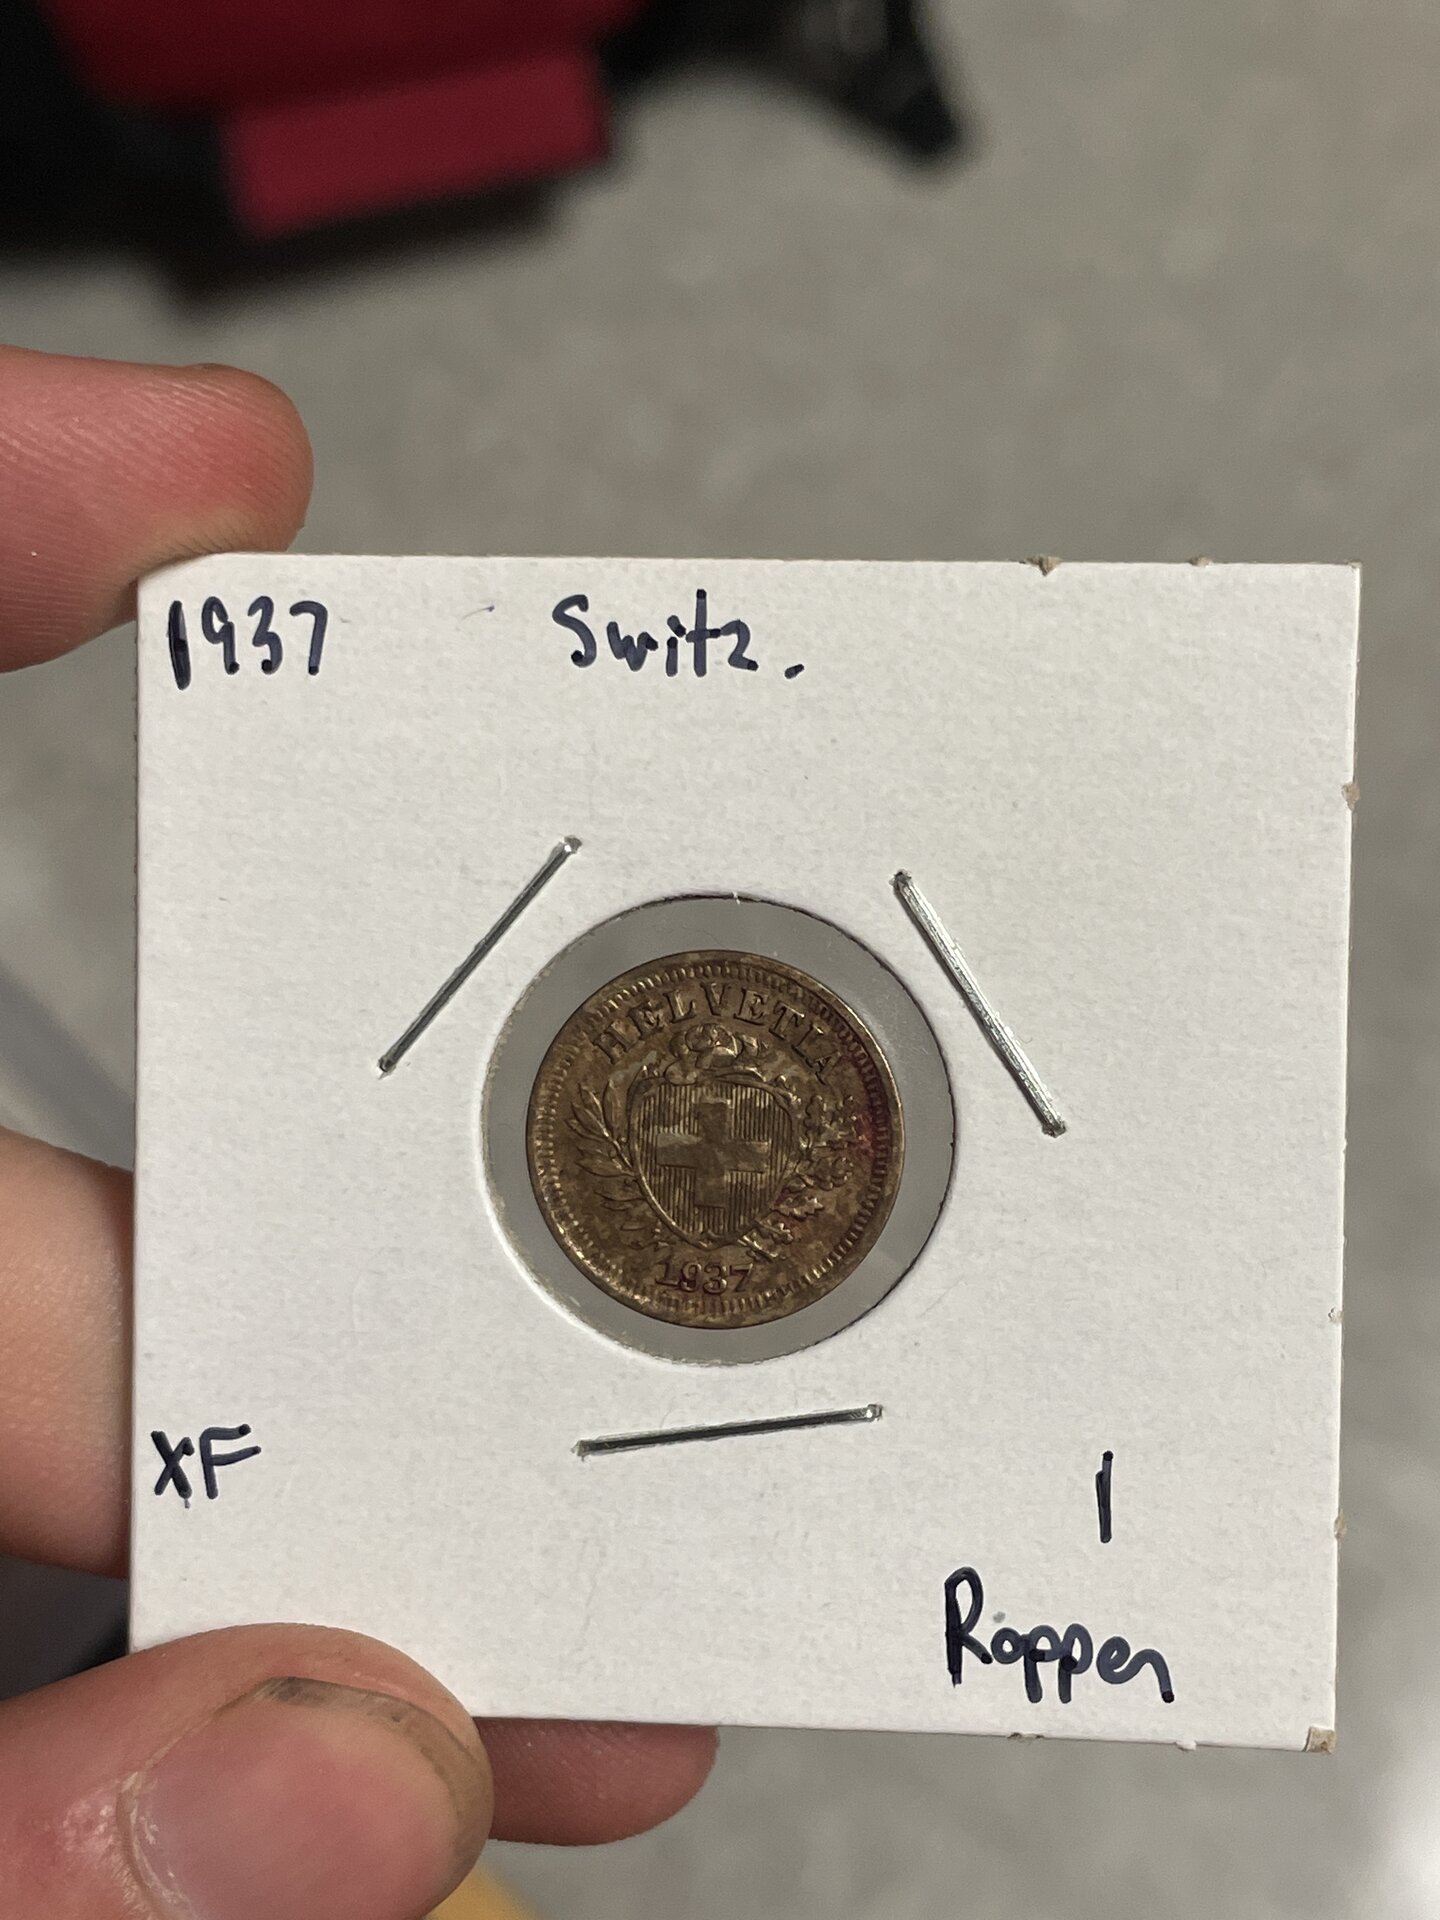 1937 Switz.
HELVETIA
1937
XF
1
Roppen